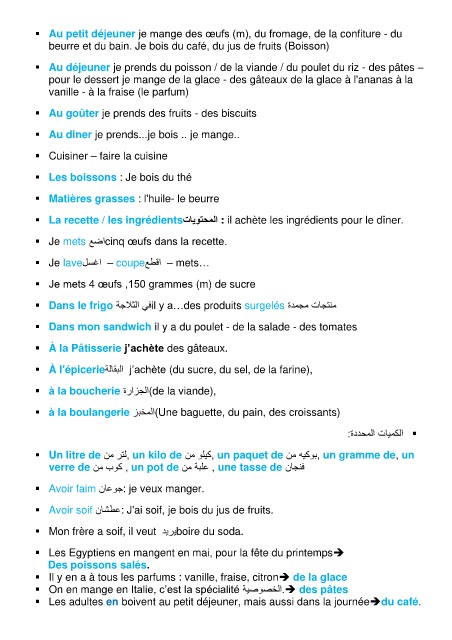 ▪ Au petit déjeuner je mange des œufs (m), du fromage, de la confiture - du
beurre et du bain. Je bois du café, du jus de fruits (Boisson)
▪ Au déjeuner je prends du poisson / de la viande / du poulet du riz - des pâtes –
pour le dessert je mange de la glace - des gâteaux de la glace à l'ananas à la
vanille - à la fraise (le parfum)
▪ Au goûter je prends des fruits - des biscuits
▪ Au dîner je prends...je bois .. je mange..
▪ Cuisiner – faire la cuisine
▪ Les boissons : Je bois du thé
▪ Matières grasses : l'huile- le beurre
▪ La recette / les ingrédients المحتويات : il achète les ingrédients pour le dîner.
▪ Je mets اضع cinq œufs dans la recette.
▪ Je lave اغسل – coupe اقطع – mets…
▪ Je mets 4 œufs ,150 grammes (m) de sucre
▪ Dans le frigo في الثلاجة il y a…des produits surgelés منتجات مجمدة
▪ Dans mon sandwich il y a du poulet - de la salade - des tomates
▪ À la Pâtisserie j'achète des gâteaux.
▪ À l'épicerie البقالة j'achète (du sucre, du sel, de la farine),
▪ à la boucherie الجزارة (de la viande),
▪ à la boulangerie المخبز (Une baguette, du pain, des croissants)
▪ الكميات المحددة:
▪ Un litre de لتر من, un kilo de كيلو من, un paquet de بوكيه من, un gramme de, un
verre de كوب من , un pot de علبة من , une tasse de فنجان
▪ Avoir faim جوعان: je veux manger.
▪ Avoir soif عطشان: J'ai soif, je bois du jus de fruits.
▪ Mon frère a soif, il veut يريد boire du soda.
▪ Les Egyptiens en mangent en mai, pour la fête du printemps➔
Des poissons salés.
▪ Il y en a à tous les parfums : vanille, fraise, citron➔ de la glace
▪ On en mange en Italie, c'est la spécialité الخصوصية.➔ des pâtes
▪ Les adultes en boivent au petit déjeuner, mais aussi dans la journée➔du café.